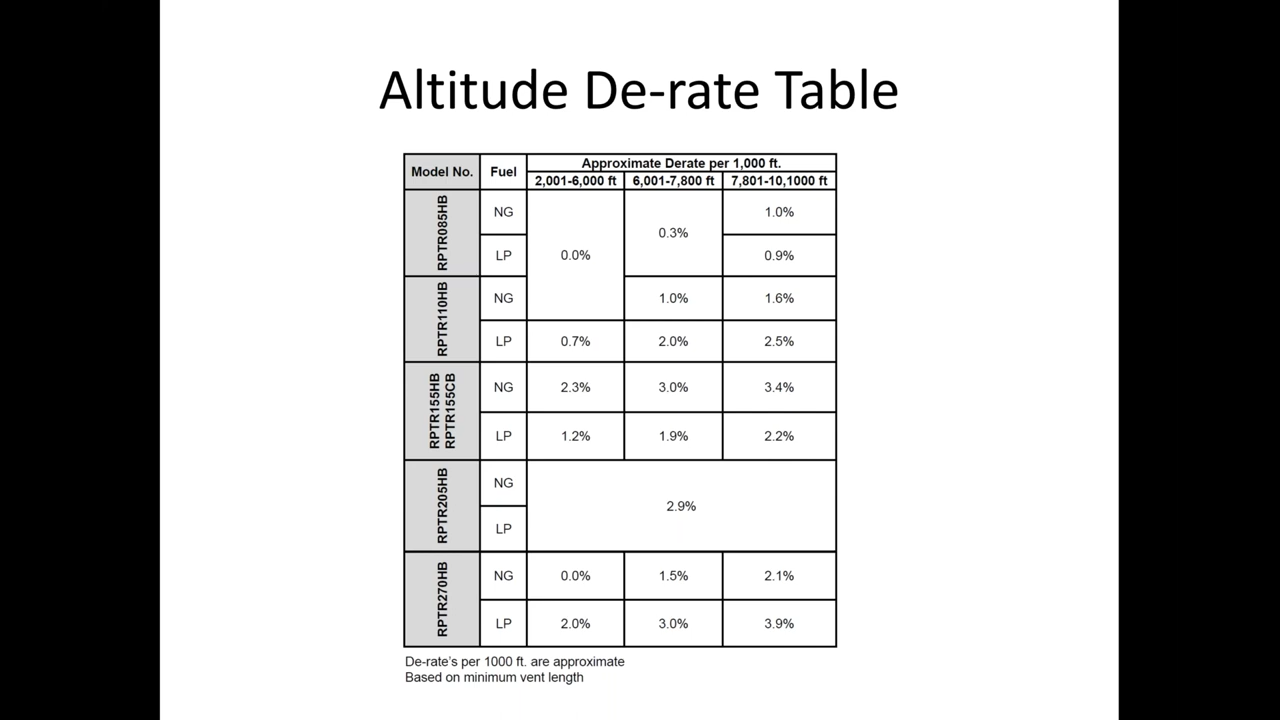 Altitude De-rate Table
Model No. Fuel Approximate Derate per 1,000 ft.
2,001-6,000 ft 6,001-7,800 ft 7,801-10,1000 ft
RPTR085HB NG 0.0% 0.3% 1.0%
LP 0.9%
RPTR110HB NG 1.0% 1.6%
LP 0.7% 2.0% 2.5%
RPTR155HB RPTR155CB NG 2.3% 3.0% 3.4%
LP 1.2% 1.9% 2.2%
RPTR205HB NG 2.9%
LP
RPTR270HB NG 0.0% 1.5% 2.1%
LP 2.0% 3.0% 3.9%
De-rate's per 1000 ft. are approximate
Based on minimum vent length